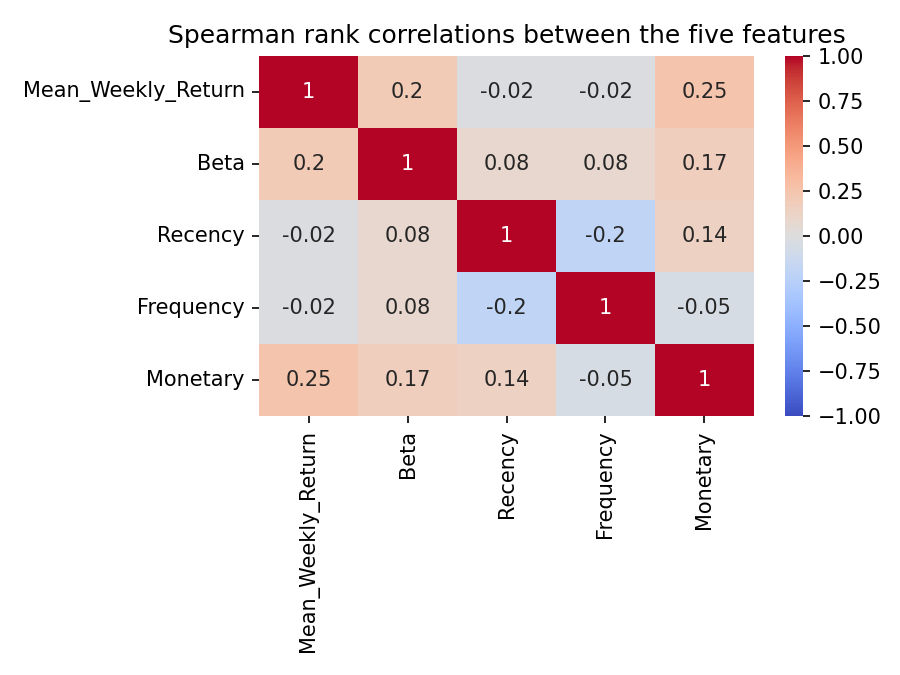 Spearman rank correlations between the five features
Mean_Weekly_Return 1 0.2 -0.02 -0.02 0.25
Beta 0.2 1 0.08 0.08 0.17
Recency -0.02 0.08 1 -0.2 0.14
Frequency -0.02 0.08 -0.2 1 -0.05
Monetary 0.25 0.17 0.14 -0.05 1
Mean_Weekly_Return
Beta
Recency
Frequency
Monetary
1.00
0.75
0.50
0.25
0.00
−0.25
−0.50
−0.75
−1.00